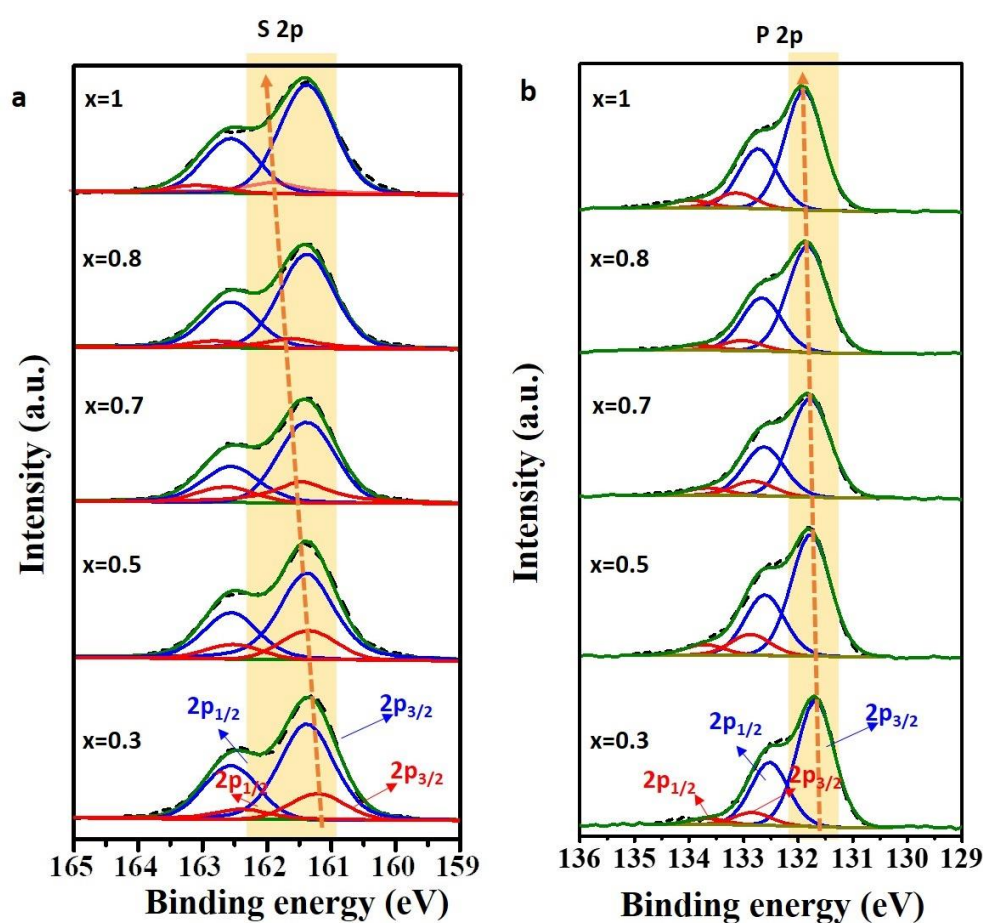 S 2p
a
x=1
x=0.8
x=0.7
x=0.5
x=0.3
2p1/2
2p3/2
2p1/2
2p3/2
Intensity (a.u.)
165 164 163 162 161 160 159
Binding energy (eV)
P 2p
b
x=1
x=0.8
x=0.7
x=0.5
x=0.3
2p1/2
2p3/2
2p1/2
2p3/2
Intensity (a.u.)
136 135 134 133 132 131 130 129
Binding energy (eV)